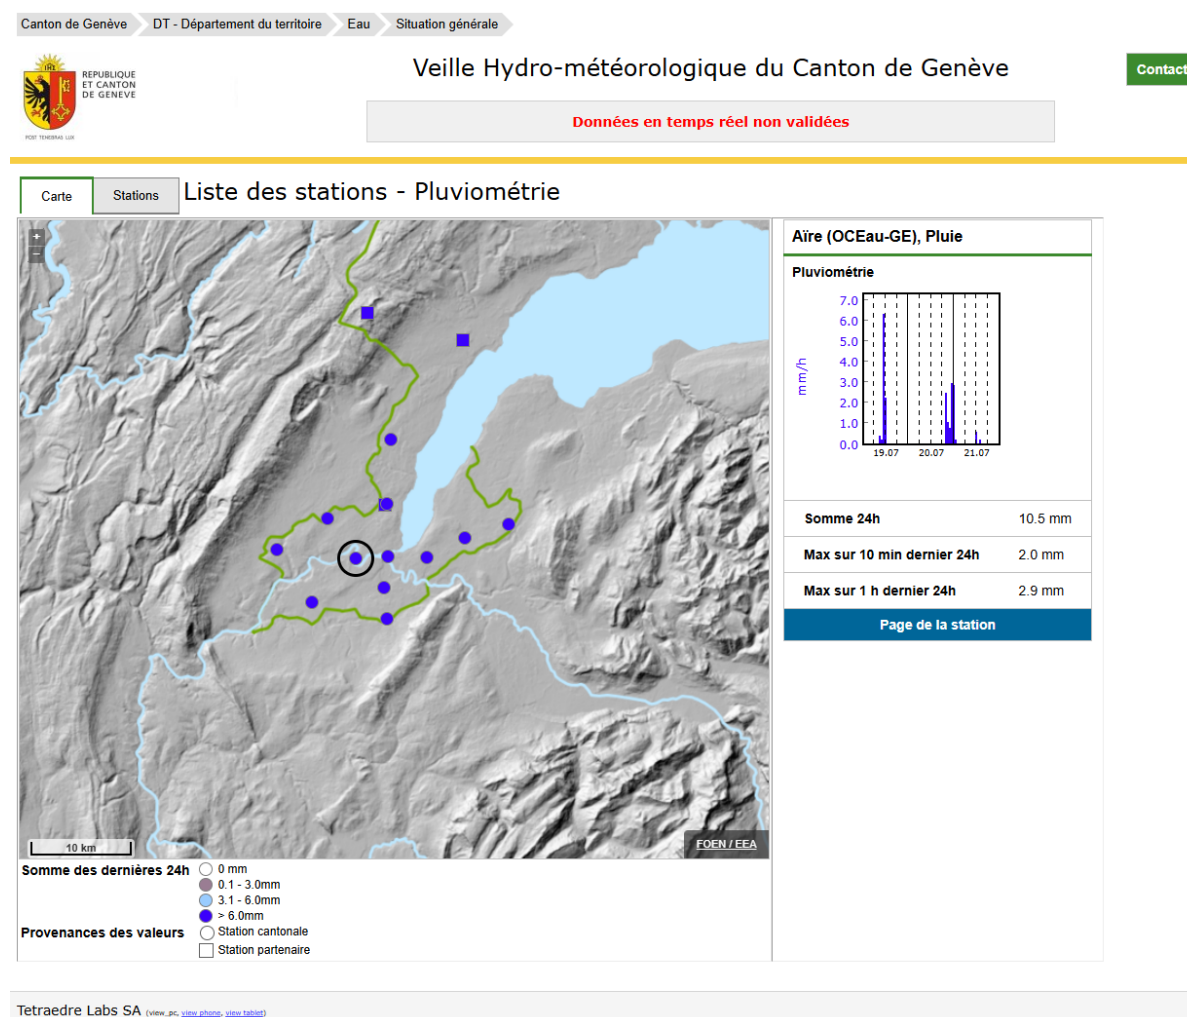 Canton de Genève
DT - Département du territoire
Eau
Situation générale
REPUBLIQUE
ET CANTON
DE GENEVE
POST TENEBRAS LUX
Veille Hydro-météorologique du Canton de Genève
Contact
Données en temps réel non validées
Carte
Stations
Liste des stations - Pluviométrie
+
−
10 km
FOEN / EEA
Aïre (OCEau-GE), Pluie
Pluviométrie
mm/h
7.0
6.0
5.0
4.0
3.0
2.0
1.0
0.0
19.07 20.07 21.07
Somme 24h 10.5 mm
Max sur 10 min dernier 24h 2.0 mm
Max sur 1 h dernier 24h 2.9 mm
Page de la station
Somme des dernières 24h
0 mm
0.1 - 3.0mm
3.1 - 6.0mm
> 6.0mm
Provenances des valeurs
Station cantonale
Station partenaire
Tetraedre Labs SA (view_pc, view phone, view tablet)